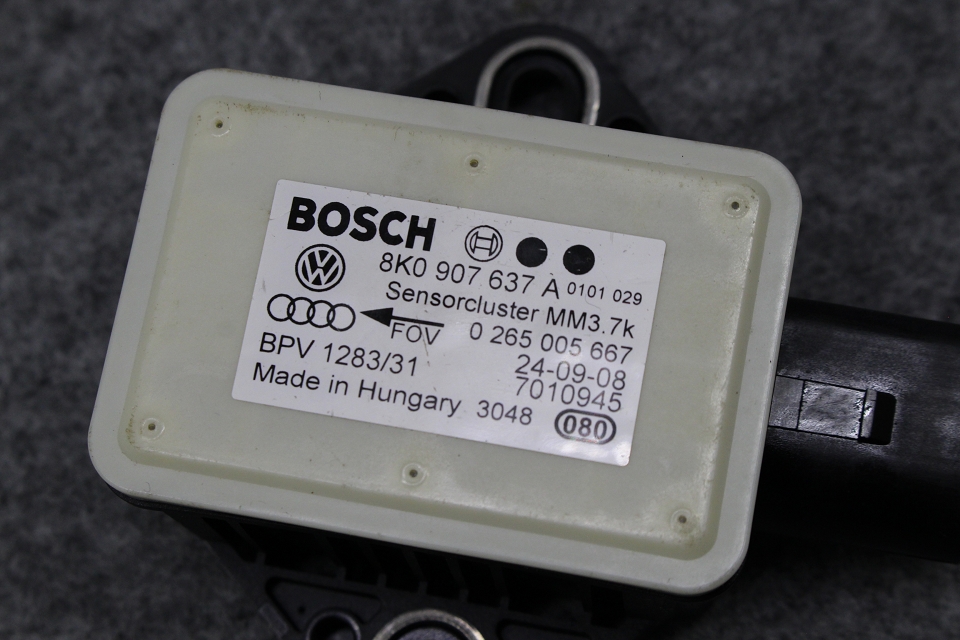 BOSCH
8K0 907 637 A 0101 029
Sensorcluster MM3.7k
FOV 0 265 005 667
BPV 1283/31 24-09-08
7010945
Made in Hungary 3048 080